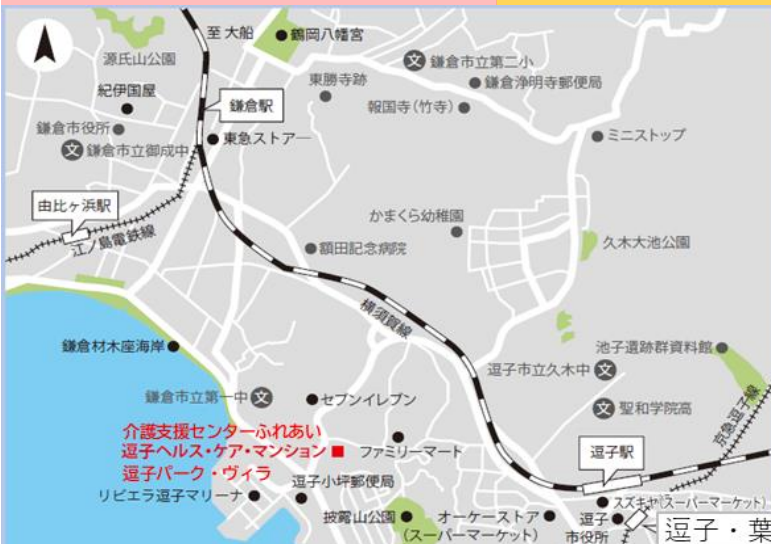 至 大船
鶴岡八幡宮
源氏山公園
文 鎌倉市立第二小
東勝寺跡
鎌倉浄明寺郵便局
紀伊国屋
鎌倉駅
報国寺(竹寺)
鎌倉市役所
東急ストアー
ミニストップ
文 鎌倉市立御成中
由比ヶ浜駅
江ノ島電鉄線
かまくら幼稚園
額田記念病院
久木大池公園
横須賀線
鎌倉材木座海岸
池子遺跡群資料館
逗子市立久木中 文
鎌倉市立第一中 文
セブンイレブン
文 聖和学院高
京急逗子線
介護支援センターふれあい
逗子ヘルス・ケア・マンション
ファミリーマート
逗子駅
逗子パーク・ヴィラ
逗子小坪郵便局
リビエラ逗子マリーナ
スズキヤ(スーパーマーケット)
披露山公園
オーケーストア
(スーパーマーケット)
逗子
市役所
逗子・葉